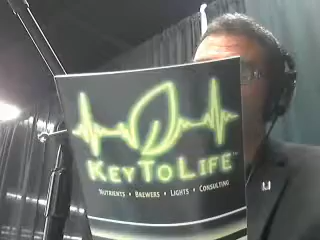 KEYTOLIFE™
NUTRIENTS • BREWERS • LIGHTS • CONSULTING